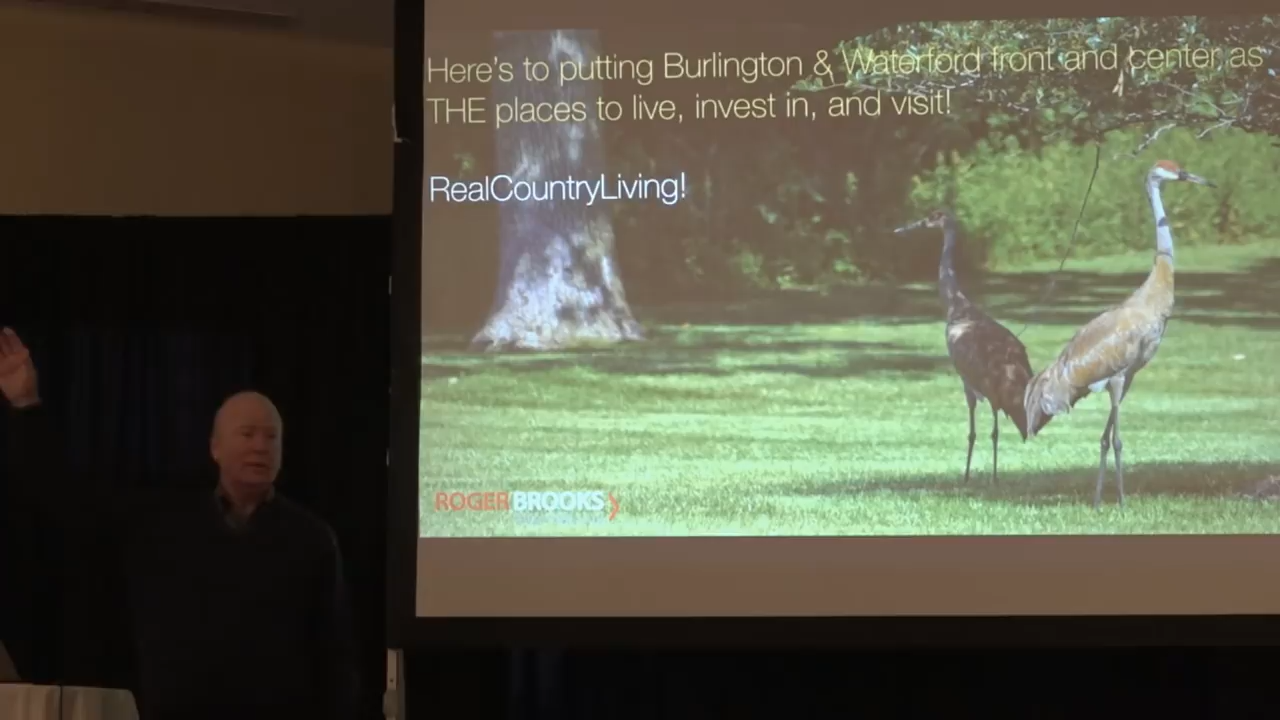 Here's to putting Burlington & Waterford front and center as
THE places to live, invest in, and visit!
RealCountryLiving!
ROGERBROOKS